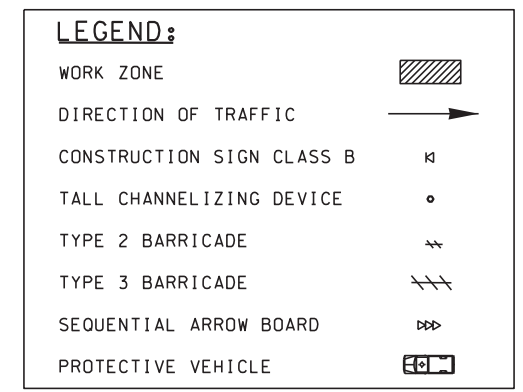 LEGEND:
WORK ZONE
DIRECTION OF TRAFFIC
CONSTRUCTION SIGN CLASS B
TALL CHANNELIZING DEVICE
TYPE 2 BARRICADE
TYPE 3 BARRICADE
SEQUENTIAL ARROW BOARD
PROTECTIVE VEHICLE